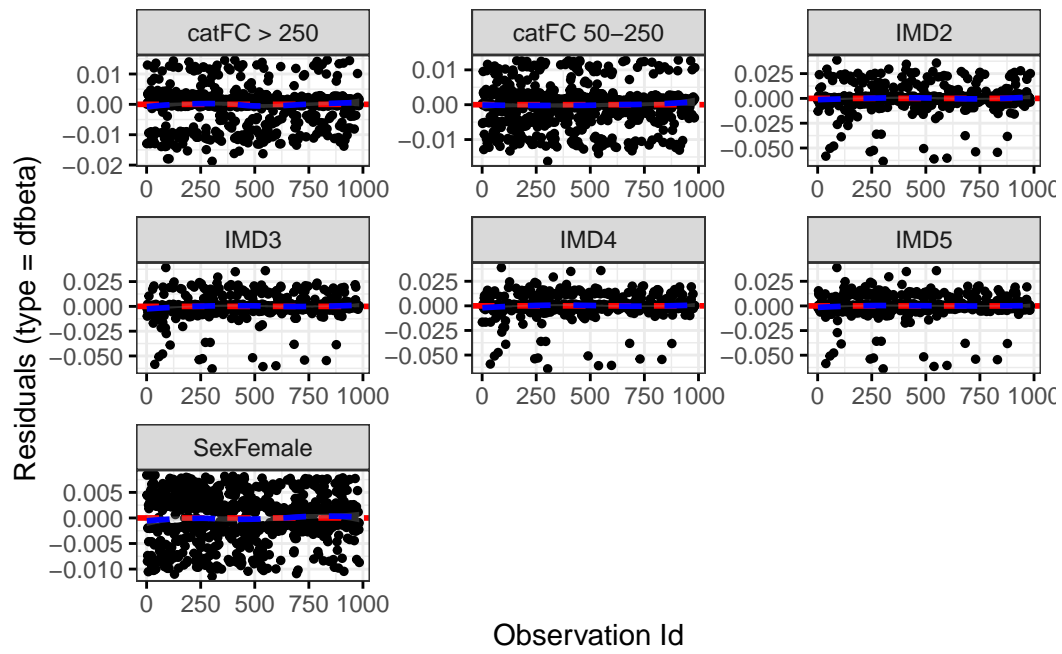 catFC > 250
catFC 50−250
IMD2
0.01
0.00
−0.01
−0.02
0.01
0.00
−0.01
0.025
0.000
−0.025
−0.050
0 250 500 750 1000
0 250 500 750 1000
0 250 500 750 1000
IMD3
IMD4
IMD5
0.025
0.000
−0.025
−0.050
0.025
0.000
−0.025
−0.050
0.025
0.000
−0.025
−0.050
0 250 500 750 1000
0 250 500 750 1000
0 250 500 750 1000
SexFemale
0.005
0.000
−0.005
−0.010
0 250 500 750 1000
Residuals (type = dfbeta)
Observation Id